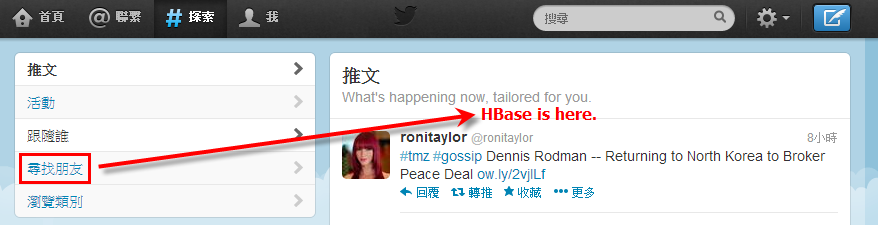 首頁 聯繫 探索 我 搜尋
推文
活動
跟隨誰
尋找朋友
瀏覽類別
推文
What's happening now, tailored for you.
HBase is here.
ronitaylor @ronitaylor 8小時
#tmz #gossip Dennis Rodman -- Returning to North Korea to Broker
Peace Deal ow.ly/2vjlLf
回覆 轉推 收藏 更多